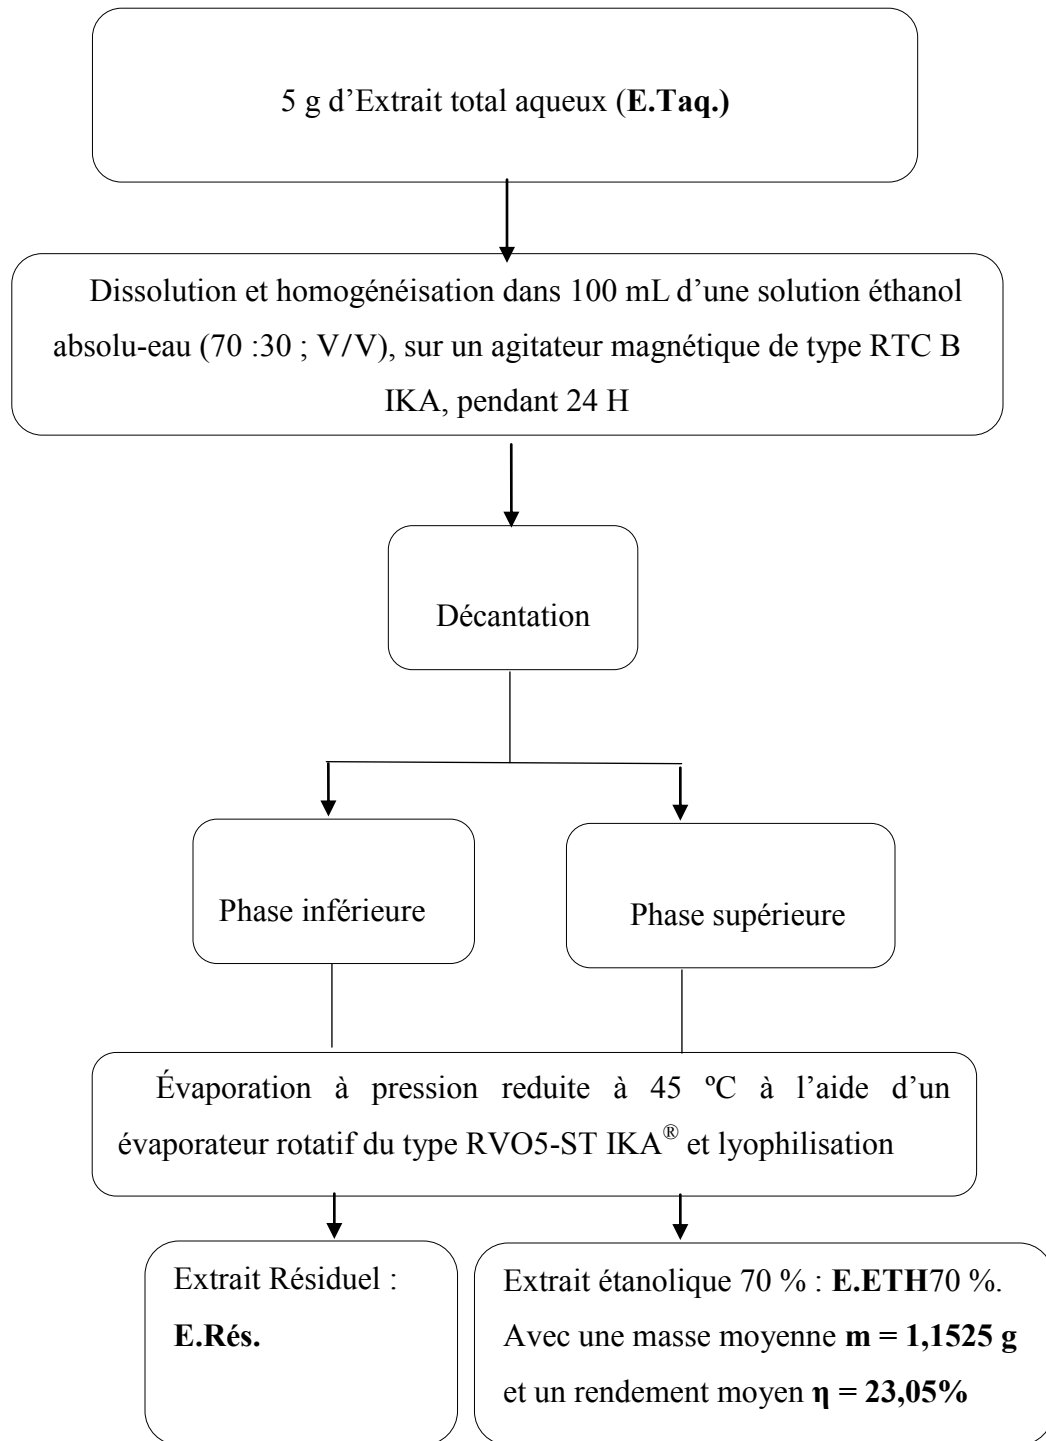 5 g d’Extrait total aqueux (E.Taq.)
Dissolution et homogénéisation dans 100 mL d’une solution éthanol
absolu-eau (70 :30 ; V/V), sur un agitateur magnétique de type RTC B
IKA, pendant 24 H
Décantation
Phase inférieure
Phase supérieure
Évaporation à pression reduite à 45 ºC à l’aide d’un
évaporateur rotatif du type RVO5-ST IKA® et lyophilisation
Extrait Résiduel :
E.Rés.
Extrait étanolique 70 % : E.ETH70 %.
Avec une masse moyenne m = 1,1525 g
et un rendement moyen η = 23,05%